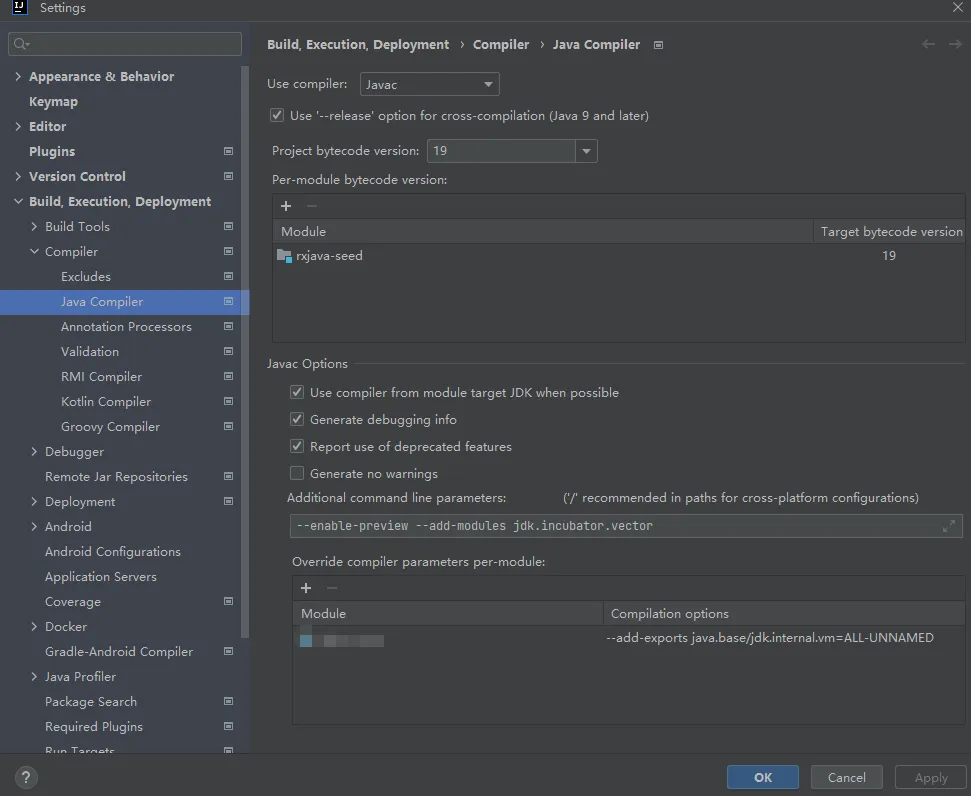 IJ Settings
Appearance & Behavior
Keymap
Editor
Plugins
Version Control
Build, Execution, Deployment
Build Tools
Compiler
Excludes
Java Compiler
Annotation Processors
Validation
RMI Compiler
Kotlin Compiler
Groovy Compiler
Debugger
Remote Jar Repositories
Deployment
Android
Android Configurations
Application Servers
Coverage
Docker
Gradle-Android Compiler
Java Profiler
Package Search
Required Plugins
Run Targets
Build, Execution, Deployment › Compiler › Java Compiler
Use compiler: Javac
Use '--release' option for cross-compilation (Java 9 and later)
Project bytecode version: 19
Per-module bytecode version:
Module Target bytecode version
rxjava-seed 19
Javac Options
Use compiler from module target JDK when possible
Generate debugging info
Report use of deprecated features
Generate no warnings
Additional command line parameters: ('/' recommended in paths for cross-platform configurations)
--enable-preview --add-modules jdk.incubator.vector
Override compiler parameters per-module:
Module Compilation options
--add-exports java.base/jdk.internal.vm=ALL-UNNAMED
? OK Cancel Apply